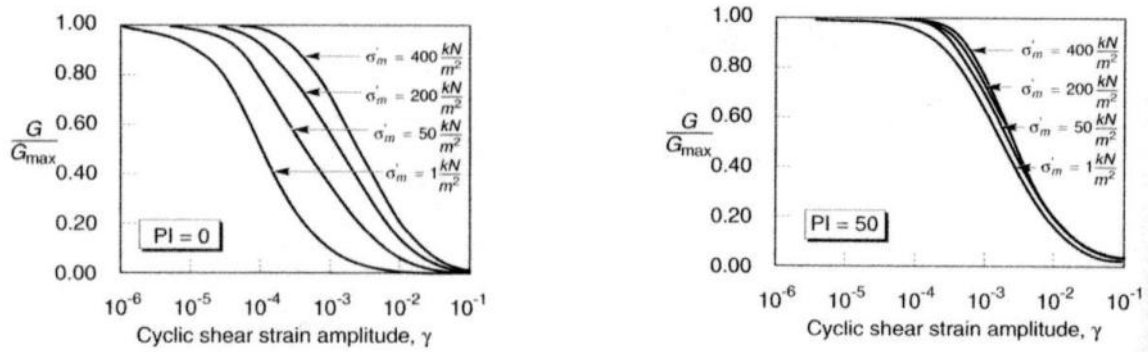 1.00
0.80
0.60
0.40
0.20
0.00
G
Gmax
σ'm = 400 kN/m²
σ'm = 200 kN/m²
σ'm = 50 kN/m²
σ'm = 1 kN/m²
PI = 0
10⁻⁶ 10⁻⁵ 10⁻⁴ 10⁻³ 10⁻² 10⁻¹
Cyclic shear strain amplitude, γ
1.00
0.80
0.60
0.40
0.20
0.00
G
Gmax
σ'm = 400 kN/m²
σ'm = 200 kN/m²
σ'm = 50 kN/m²
σ'm = 1 kN/m²
PI = 50
10⁻⁶ 10⁻⁵ 10⁻⁴ 10⁻³ 10⁻² 10⁻¹
Cyclic shear strain amplitude, γ